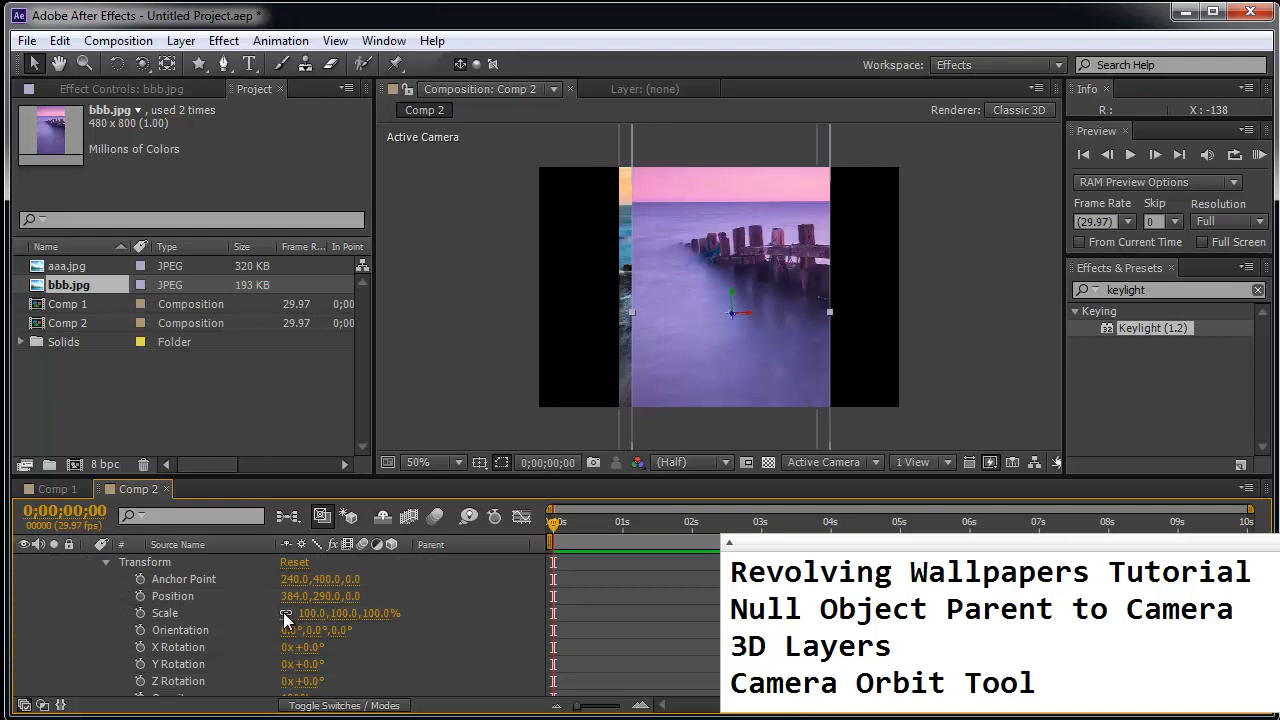 Adobe After Effects - Untitled Project.aep *
File Edit Composition Layer Effect Animation View Window Help
Workspace: Effects Search Help
Effect Controls: bbb.jpg Project
Composition: Comp 2 Layer: (none)
Info
bbb.jpg , used 2 times
480 x 800 (1.00)
Millions of Colors
Comp 2 Renderer: Classic 3D
R : X : -138
Active Camera
Preview
RAM Preview Options
Frame Rate Skip Resolution
(29.97) 0 Full
From Current Time Full Screen
Name Type Size Frame R... In Point
aaa.jpg JPEG 320 KB
bbb.jpg JPEG 193 KB
Comp 1 Composition 29.97 0;00
Comp 2 Composition 29.97 0;00
Solids Folder
Effects & Presets
keylight
Keying
Keylight (1.2)
8 bpc
50% 0;00;00;00 (Half) Active Camera 1 View
Comp 1 Comp 2
0;00;00;00
00000 (29.97 fps)
01s 02s 03s 04s 05s 06s 07s 08s 09s 10s
# Source Name fx Parent
Transform Reset
Anchor Point 240.0,400.0,0.0
Position 384.0,290.0,0.0
Scale 100.0,100.0,100.0%
Orientation 0.0°,0.0°,0.0°
X Rotation 0x+0.0°
Y Rotation 0x+0.0°
Z Rotation 0x+0.0°
Toggle Switches / Modes
Revolving Wallpapers Tutorial
Null Object Parent to Camera
3D Layers
Camera Orbit Tool